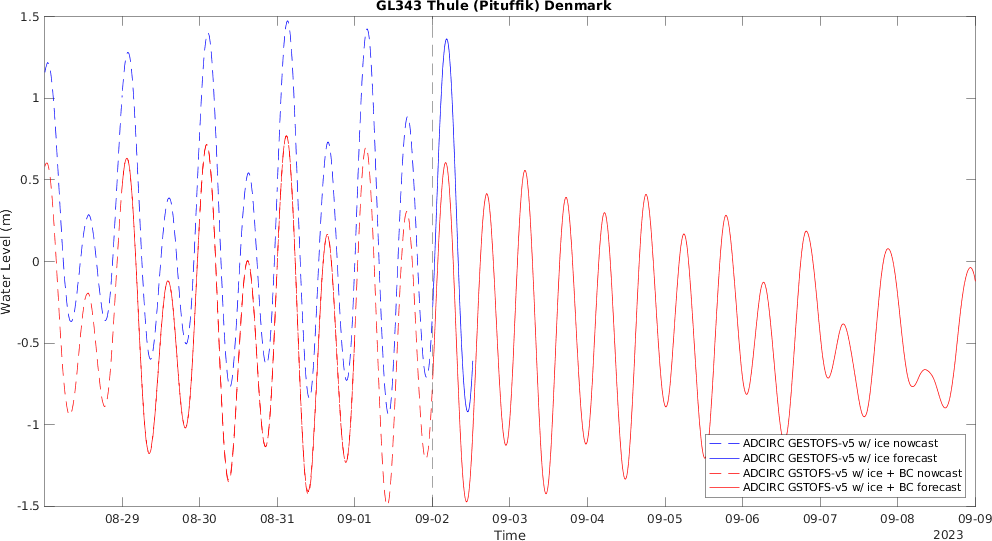 GL343 Thule (Pituffik) Denmark
1.5
1
0.5
0
-0.5
-1
-1.5
Water Level (m)
ADCIRC GESTOFS-v5 w/ ice nowcast
ADCIRC GESTOFS-v5 w/ ice forecast
ADCIRC GSTOFS-v5 w/ ice + BC nowcast
ADCIRC GSTOFS-v5 w/ ice + BC forecast
08-29 08-30 08-31 09-01 09-02 09-03 09-04 09-05 09-06 09-07 09-08 09-09
Time
2023